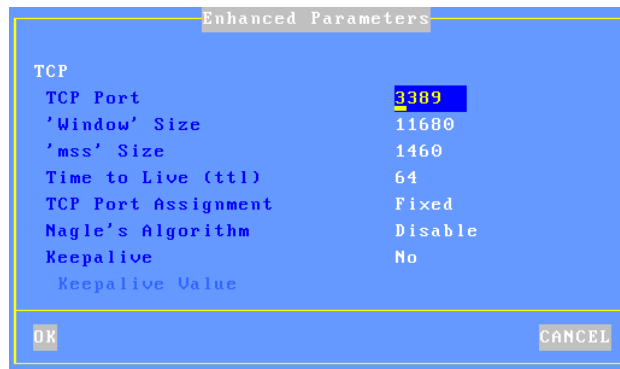 Enhanced Parameters
TCP
TCP Port 3389
'Window' Size 11680
'mss' Size 1460
Time to Live (ttl) 64
TCP Port Assignment Fixed
Nagle's Algorithm Disable
Keepalive No
Keepalive Value
OK CANCEL